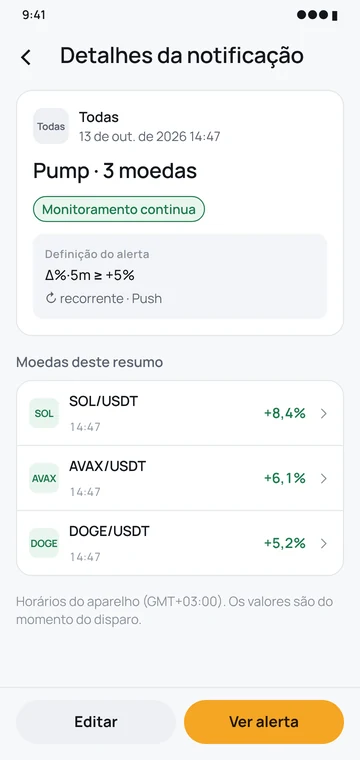 9:41
Detalhes da notificação
Todas
Todas
13 de out. de 2026 14:47
Pump · 3 moedas
Monitoramento continua
Definição do alerta
Δ%·5m ≥ +5%
↻ recorrente · Push
Moedas deste resumo
SOL
SOL/USDT
14:47
+8,4%
AVAX
AVAX/USDT
14:47
+6,1%
DOGE
DOGE/USDT
14:47
+5,2%
Horários do aparelho (GMT+03:00). Os valores são do
momento do disparo.
Editar
Ver alerta